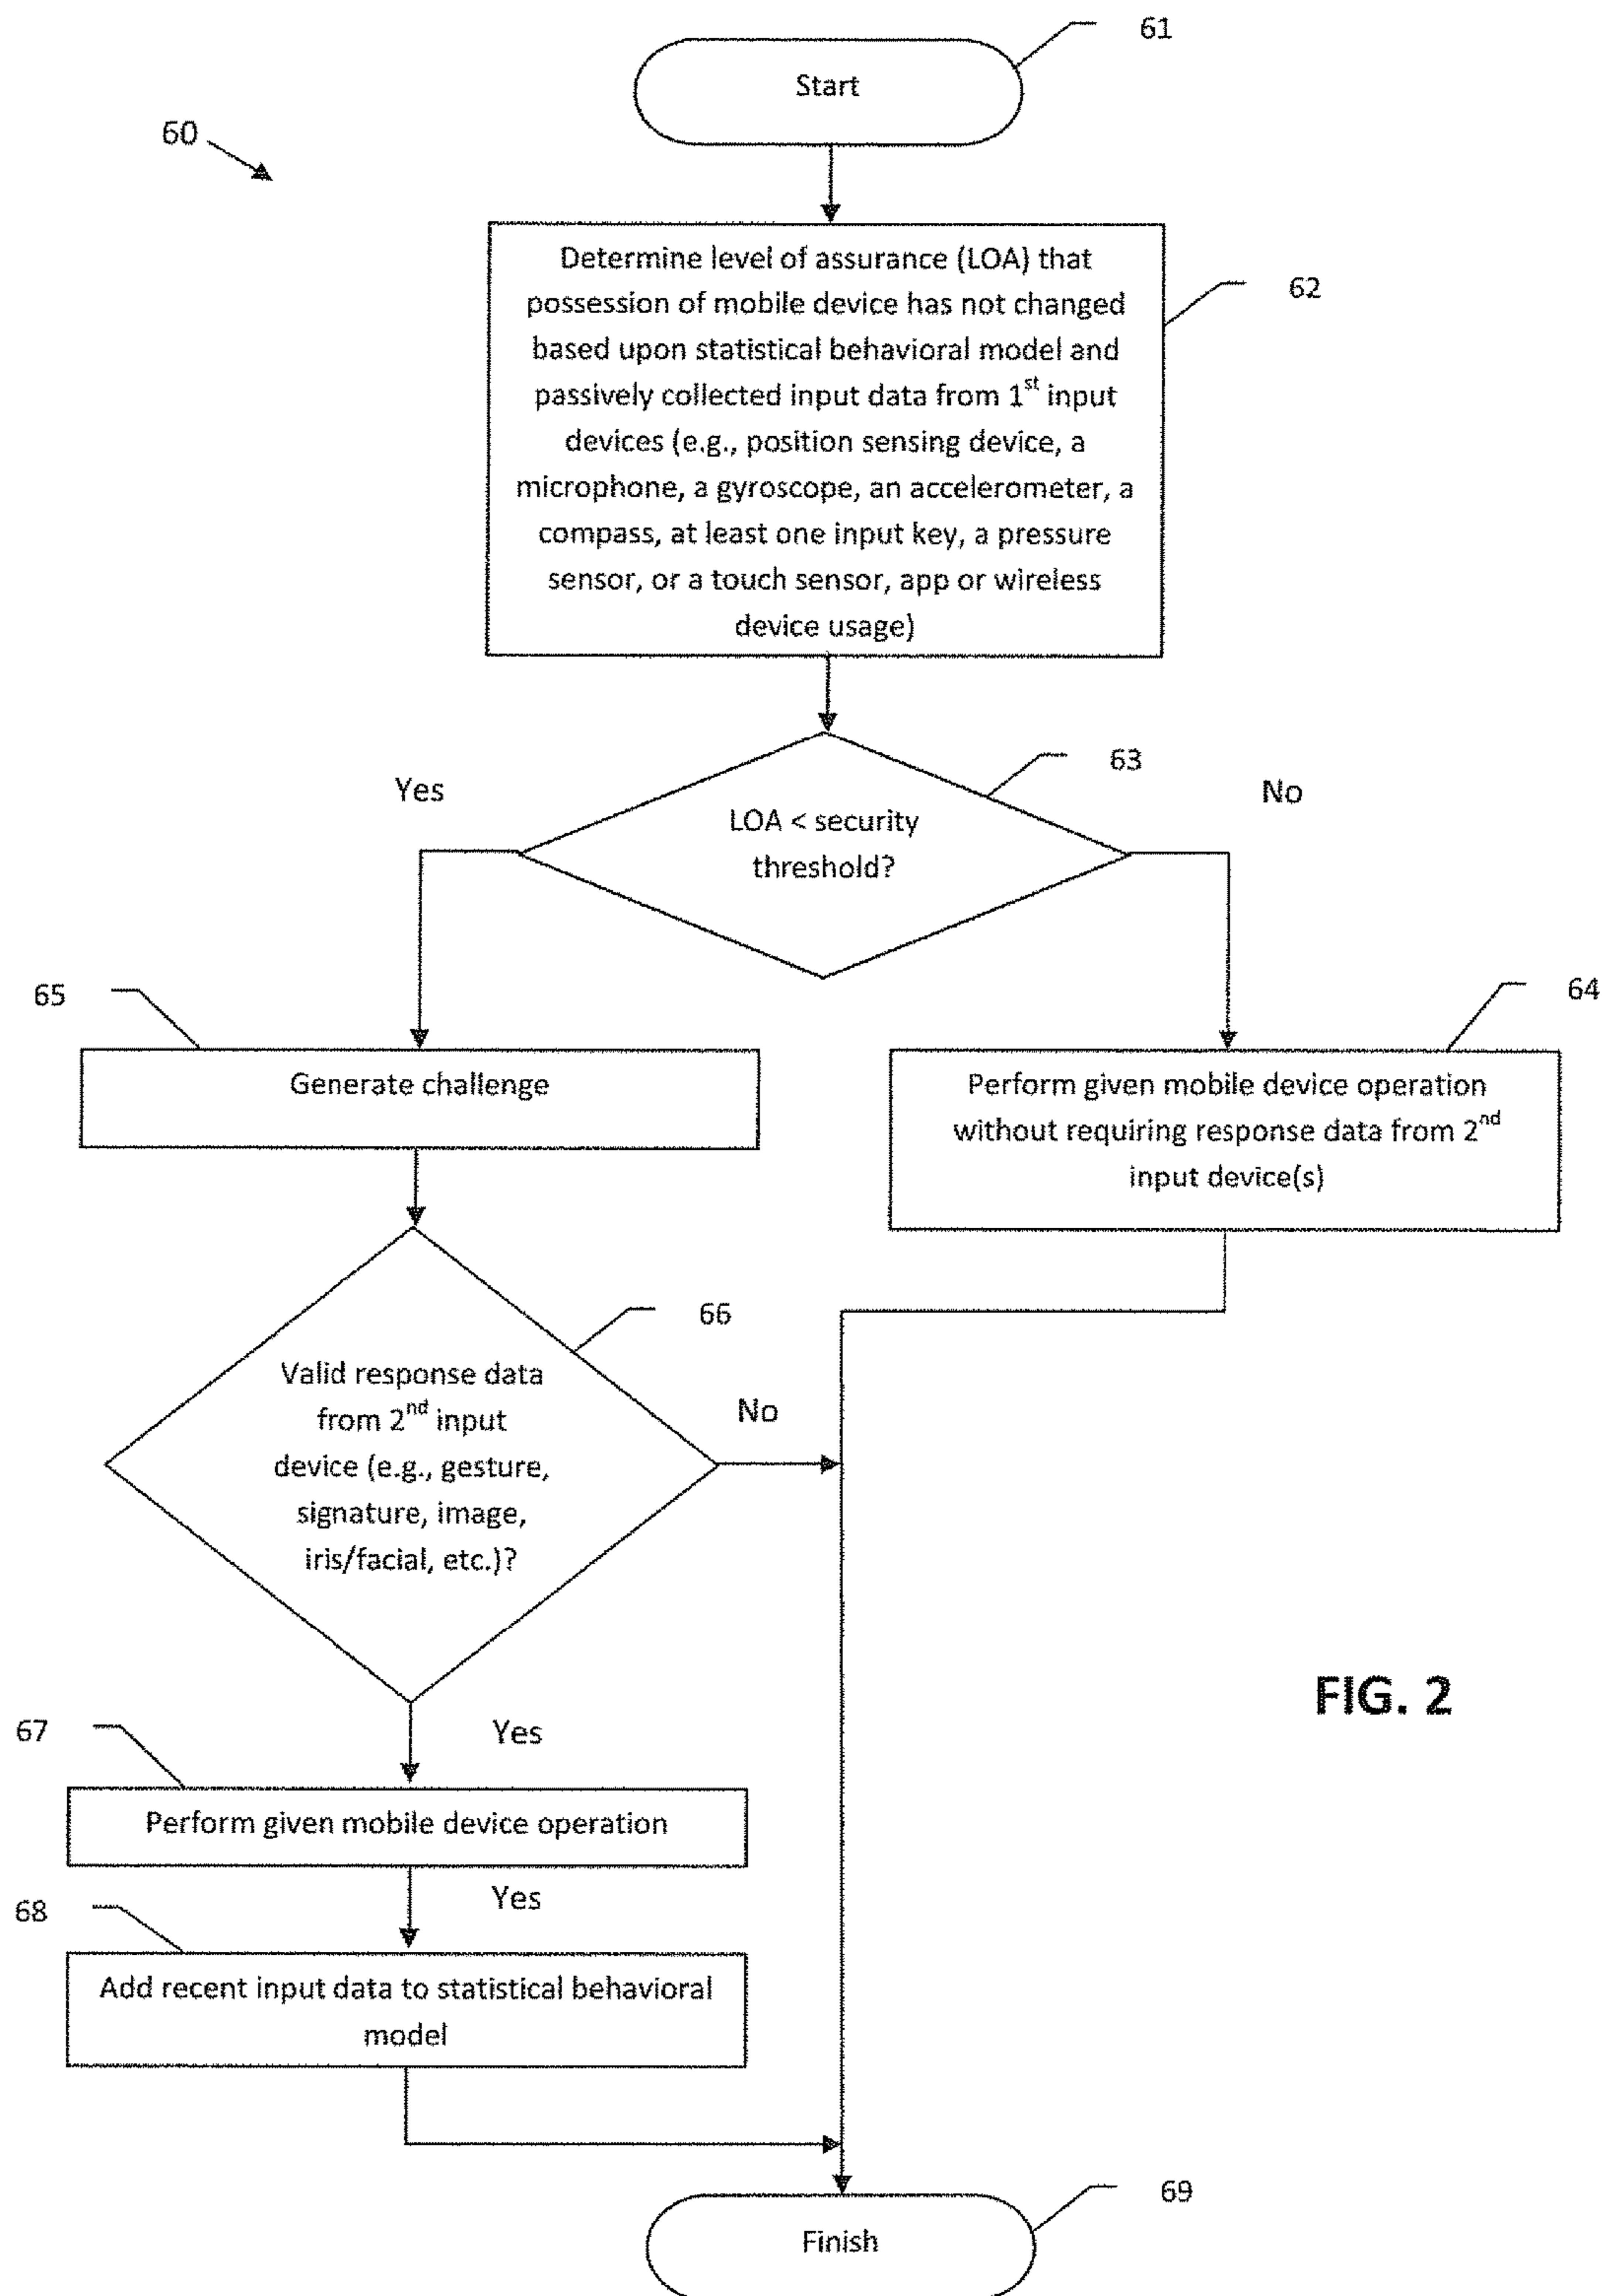 61
Start
60
Determine level of assurance (LOA) that
possession of mobile device has not changed
based upon statistical behavioral model and
passively collected input data from 1st input
devices (e.g., position sensing device, a
microphone, a gyroscope, an accelerometer, a
compass, at least one input key, a pressure
sensor, or a touch sensor, app or wireless
device usage)
62
63
Yes
No
LOA < security
threshold?
65
64
Generate challenge
Perform given mobile device operation
without requiring response data from 2nd
input device(s)
66
Valid response data
from 2nd input
device (e.g., gesture,
signature, image,
iris/facial, etc.)?
No
FIG. 2
67
Yes
Perform given mobile device operation
Yes
68
Add recent input data to statistical behavioral
model
69
Finish